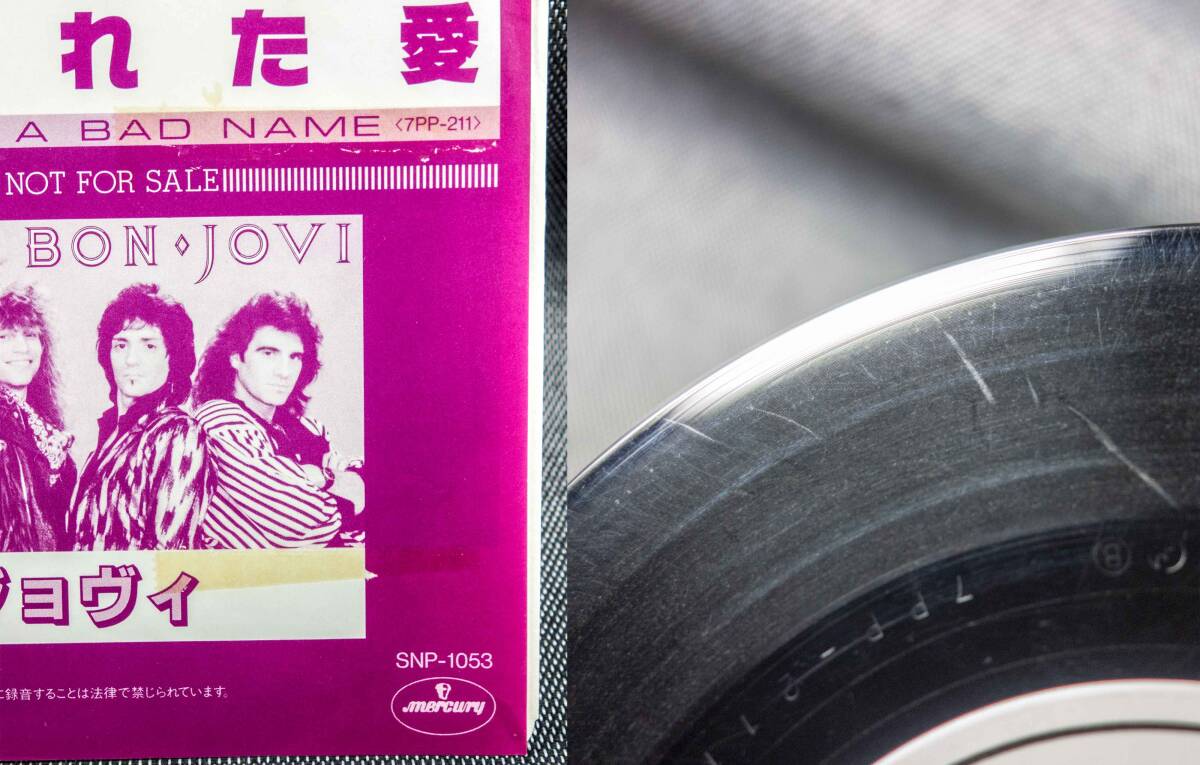 れた愛
A BAD NAME 〈7PP-211〉
NOT FOR SALE
BON◇JOVI
ジョヴィ
SNP-1053
に録音することは法律で禁じられています。
mercury
B
7PP-21